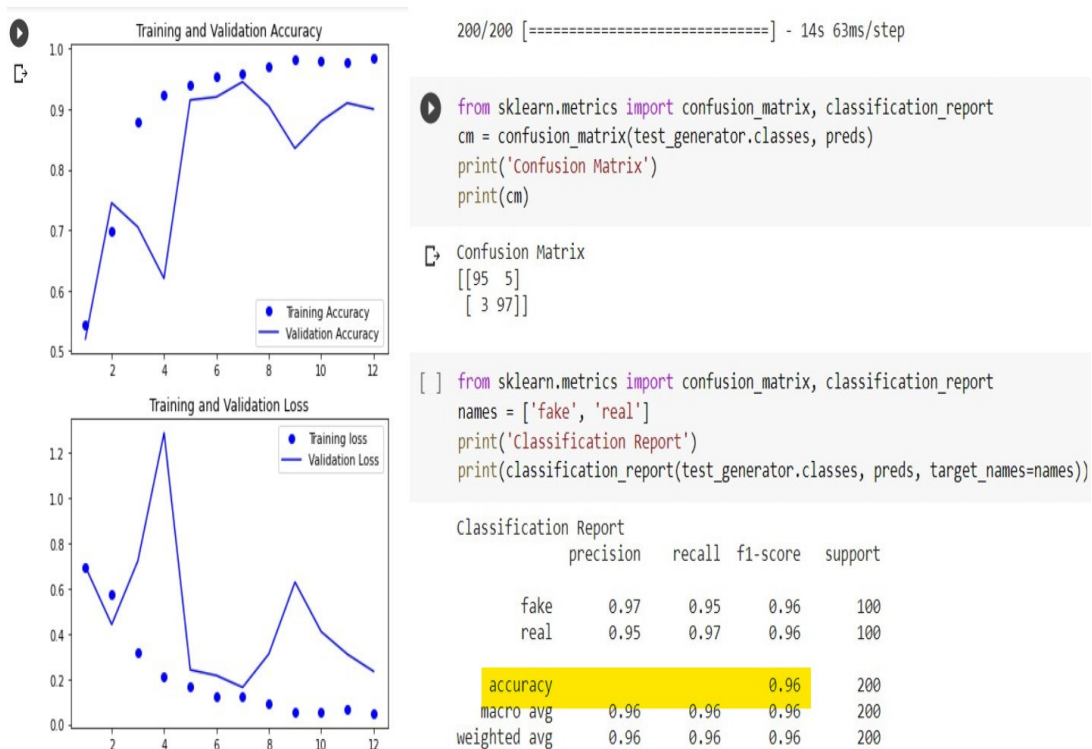 Training and Validation Accuracy
1.0
0.9
0.8
0.7
0.6
0.5
Training Accuracy
Validation Accuracy
2 4 6 8 10 12
Training and Validation Loss
Training loss
Validation Loss
1.2
1.0
0.8
0.6
0.4
0.2
0.0
2 4 6 8 10 12
200/200 [==============================] - 14s 63ms/step
from sklearn.metrics import confusion_matrix, classification_report
cm = confusion_matrix(test_generator.classes, preds)
print('Confusion Matrix')
print(cm)
Confusion Matrix
[[95 5]
[ 3 97]]
[ ] from sklearn.metrics import confusion_matrix, classification_report
names = ['fake', 'real']
print('Classification Report')
print(classification_report(test_generator.classes, preds, target_names=names))
Classification Report
precision recall f1-score support
fake 0.97 0.95 0.96 100
real 0.95 0.97 0.96 100
accuracy 0.96 200
macro avg 0.96 0.96 0.96 200
weighted avg 0.96 0.96 0.96 200